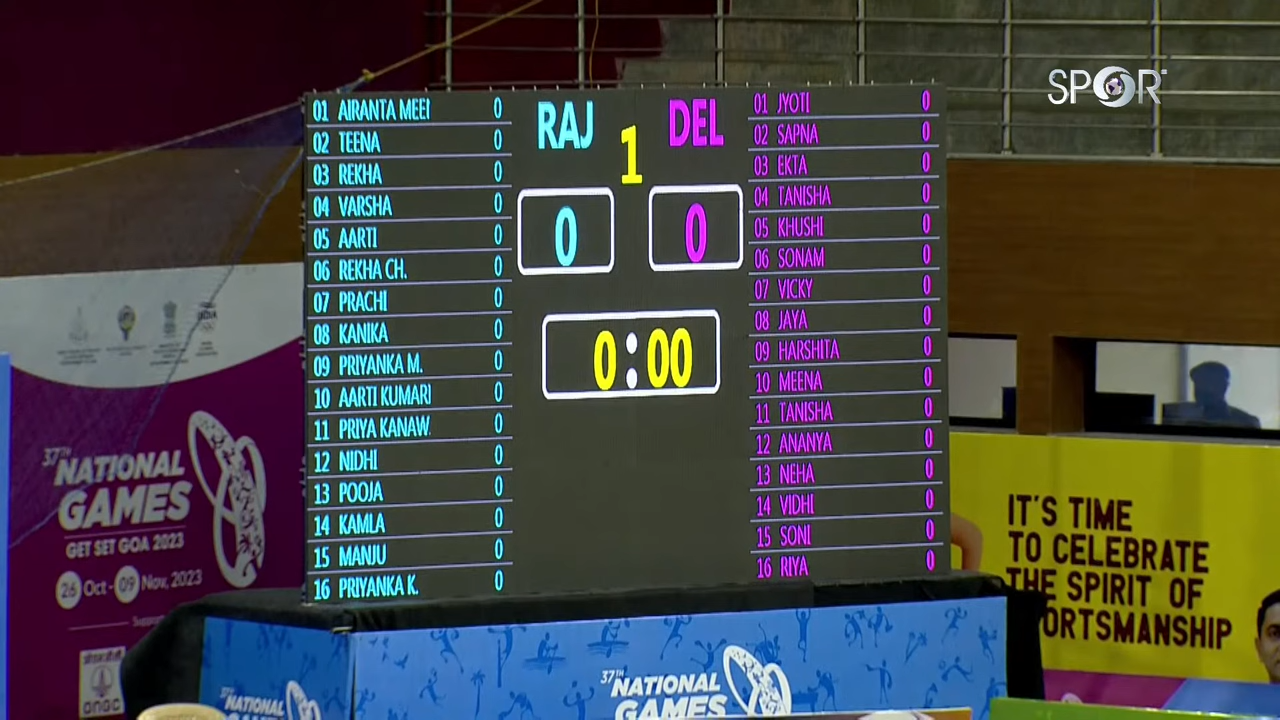 SPOR
RAJ
DEL
1
0
0
0:00
01 AIRANTA MEEI 0
02 TEENA 0
03 REKHA 0
04 VARSHA 0
05 AARTI 0
06 REKHA CH. 0
07 PRACHI 0
08 KANIKA 0
09 PRIYANKA M. 0
10 AARTI KUMARI 0
11 PRIYA KANAW 0
12 NIDHI 0
13 POOJA 0
14 KAMLA 0
15 MANJU 0
16 PRIYANKA K. 0
01 JYOTI 0
02 SAPNA 0
03 EKTA 0
04 TANISHA 0
05 KHUSHI 0
06 SONAM 0
07 VICKY 0
08 JAYA 0
09 HARSHITA 0
10 MEENA 0
11 TANISHA 0
12 ANANYA 0
13 NEHA 0
14 VIDHI 0
15 SONI 0
16 RIYA 0
37TH
NATIONAL
GAMES
GET SET GOA 2023
26 Oct - 09 Nov, 2023
ONGC
IT'S TIME
TO CELEBRATE
THE SPIRIT OF
ORTSMANSHIP
37TH
NATIONAL
GAMES
NATIONAL
GAMES